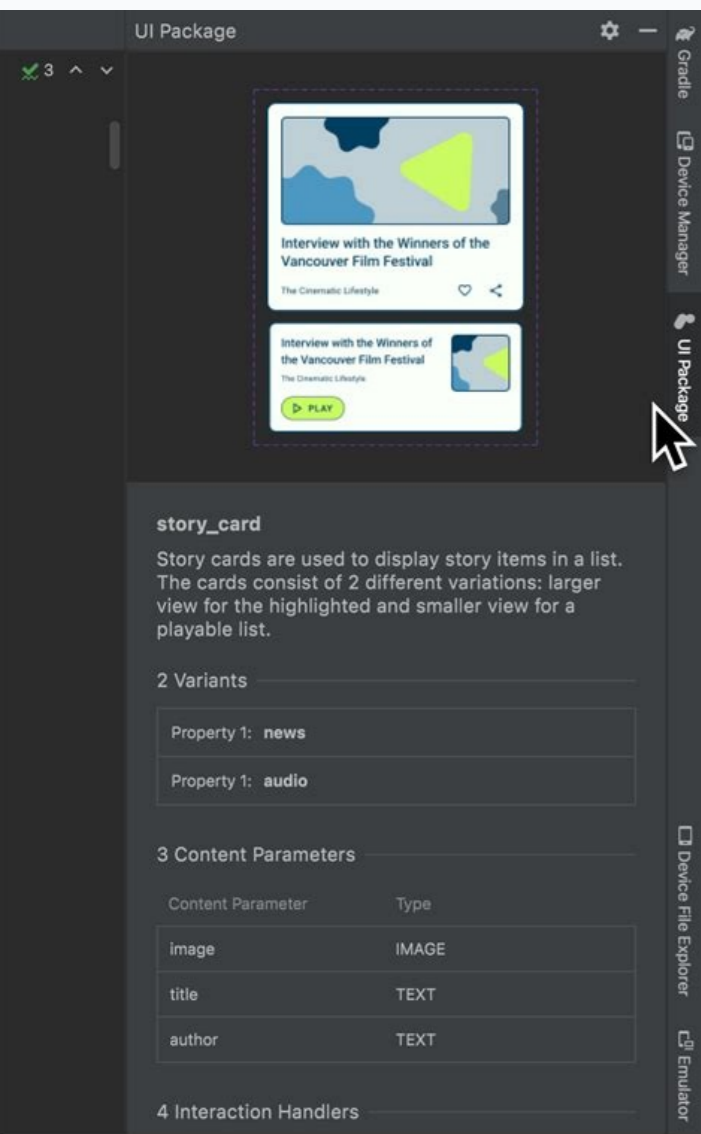 UI Package
3
Interview with the Winners of the
Vancouver Film Festival
The Cinematic Lifestyle
Interview with the Winners of
the Vancouver Film Festival
The Cinematic Lifestyle
PLAY
story_card
Story cards are used to display story items in a list.
The cards consist of 2 different variations: larger
view for the highlighted and smaller view for a
playable list.
2 Variants
Property 1: news
Property 1: audio
3 Content Parameters
Content Parameter Type
image IMAGE
title TEXT
author TEXT
4 Interaction Handlers
Gradle
Device Manager
UI Package
Device File Explorer
Emulator